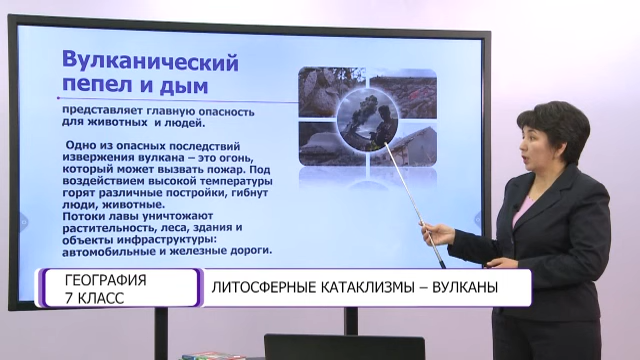 Вулканический
пепел и дым
представляет главную опасность
для животных и людей.
Одно из опасных последствий
извержения вулкана – это огонь,
который может вызвать пожар. Под
воздействием высокой температуры
горят различные постройки, гибнут
люди, животные.
Потоки лавы уничтожают
растительность, леса, здания и
объекты инфраструктуры:
автомобильные и железные дороги.
ГЕОГРАФИЯ
7 КЛАСС
ЛИТОСФЕРНЫЕ КАТАКЛИЗМЫ – ВУЛКАНЫ